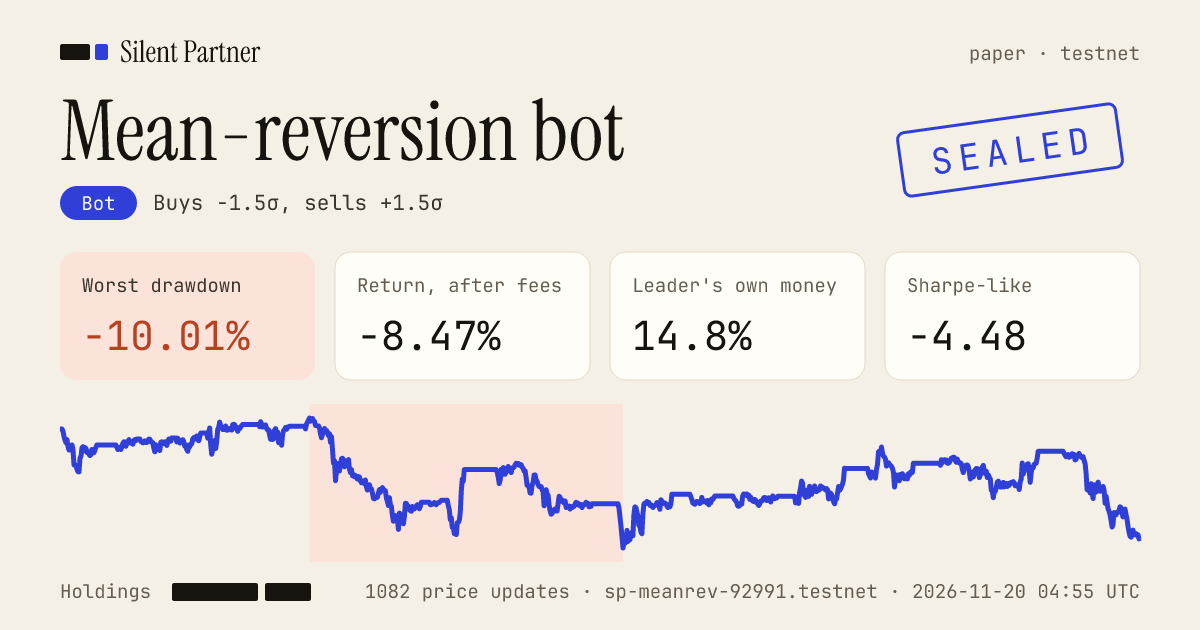 Silent Partner
paper · testnet
Mean-reversion bot
SEALED
Bot
Buys -1.5σ, sells +1.5σ
Worst drawdown
-10.01%
Return, after fees
-8.47%
Leader's own money
14.8%
Sharpe-like
-4.48
Holdings
1082 price updates · sp-meanrev-92991.testnet · 2026-11-20 04:55 UTC